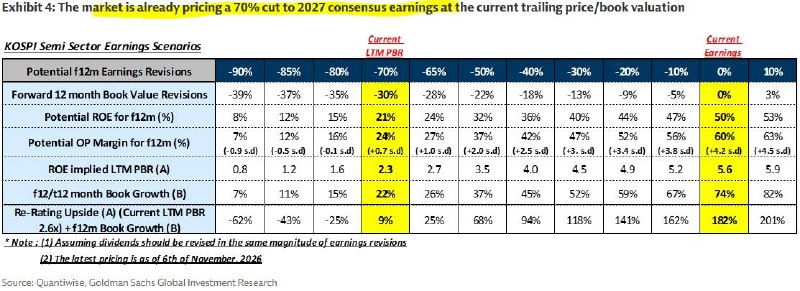 Exhibit 4: The market is already pricing a 70% cut to 2027 consensus earnings at the current trailing price/book valuation
KOSPI Semi Sector Earnings Scenarios
Current LTM PBR
Current Earnings
Potential f12m Earnings Revisions -90% -85% -80% -70% -65% -50% -40% -30% -20% -10% 0% 10%
Forward 12 month Book Value Revisions -39% -37% -35% -30% -28% -22% -18% -13% -9% -5% 0% 3%
Potential ROE for f12m (%) 8% 12% 15% 21% 24% 32% 36% 40% 44% 47% 50% 53%
Potential OP Margin for f12m (%) 7% 12% 16% 24% 27% 37% 42% 47% 52% 56% 60% 63%
(-0.9 s.d) (-0.5 s.d) (-0.1 s.d) (+0.7 s.d) (+1.0 s.d) (+2.0 s.d) (+2.5 s.d) (+3. s.d) (+3.4 s.d) (+3.8 s.d) (+4.2 s.d) (+4.5 s.d)
ROE implied LTM PBR (A) 0.8 1.2 1.6 2.3 2.7 3.5 4.0 4.5 4.9 5.2 5.6 5.9
f12/t12 month Book Growth (B) 7% 11% 15% 22% 26% 37% 45% 52% 59% 67% 74% 82%
Re-Rating Upside (A) (Current LTM PBR
2.6x) + f12m Book Growth (B) -62% -43% -25% 9% 25% 68% 94% 118% 141% 162% 182% 201%
* Note : (1) Assuming dividends should be revised in the same magnitude of earnings revisions
(2) The latest pricing is as of 6th of November, 2026
Source: Quantiwise, Goldman Sachs Global Investment Research